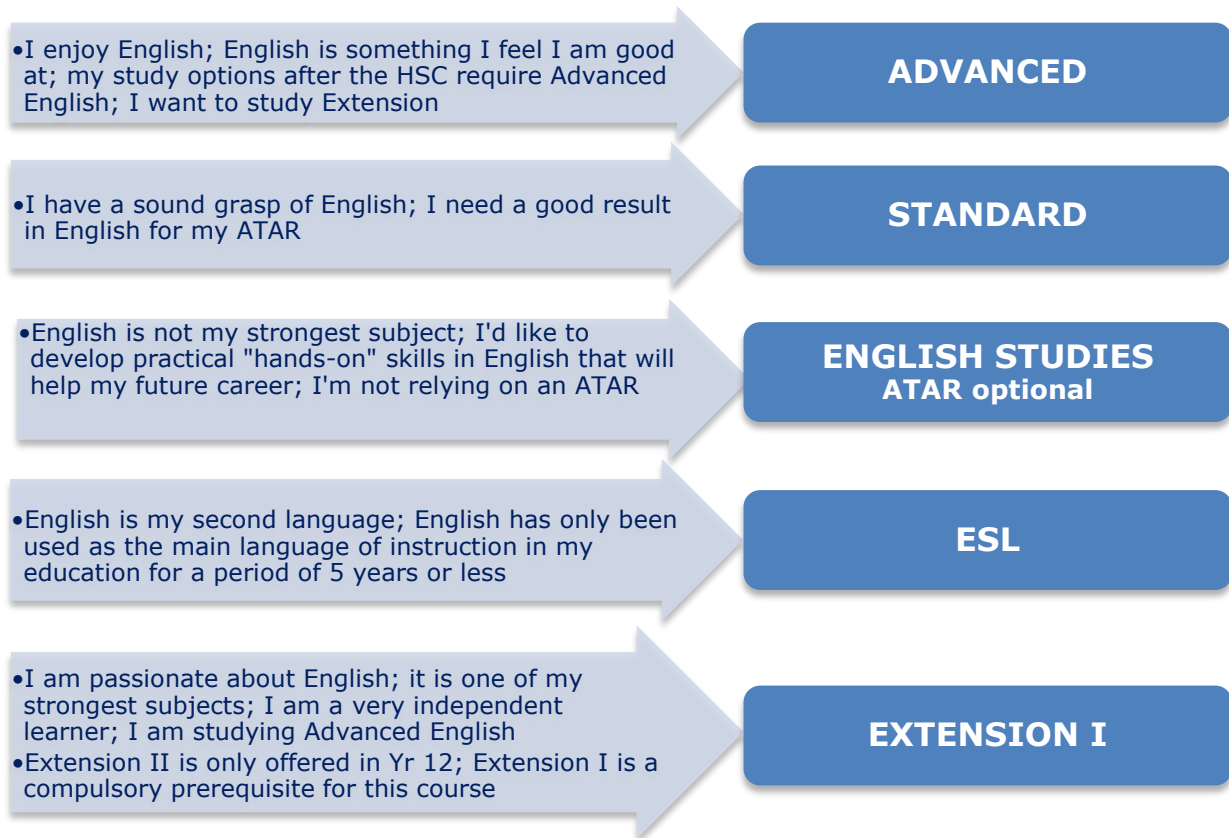 •I enjoy English; English is something I feel I am good
at; my study options after the HSC require Advanced
English; I want to study Extension
ADVANCED
•I have a sound grasp of English; I need a good result
in English for my ATAR
STANDARD
•English is not my strongest subject; I'd like to
develop practical "hands-on" skills in English that will
help my future career; I'm not relying on an ATAR
ENGLISH STUDIES
ATAR optional
•English is my second language; English has only been
used as the main language of instruction in my
education for a period of 5 years or less
ESL
•I am passionate about English; it is one of my
strongest subjects; I am a very independent
learner; I am studying Advanced English
•Extension II is only offered in Yr 12; Extension I is a
compulsory prerequisite for this course
EXTENSION I